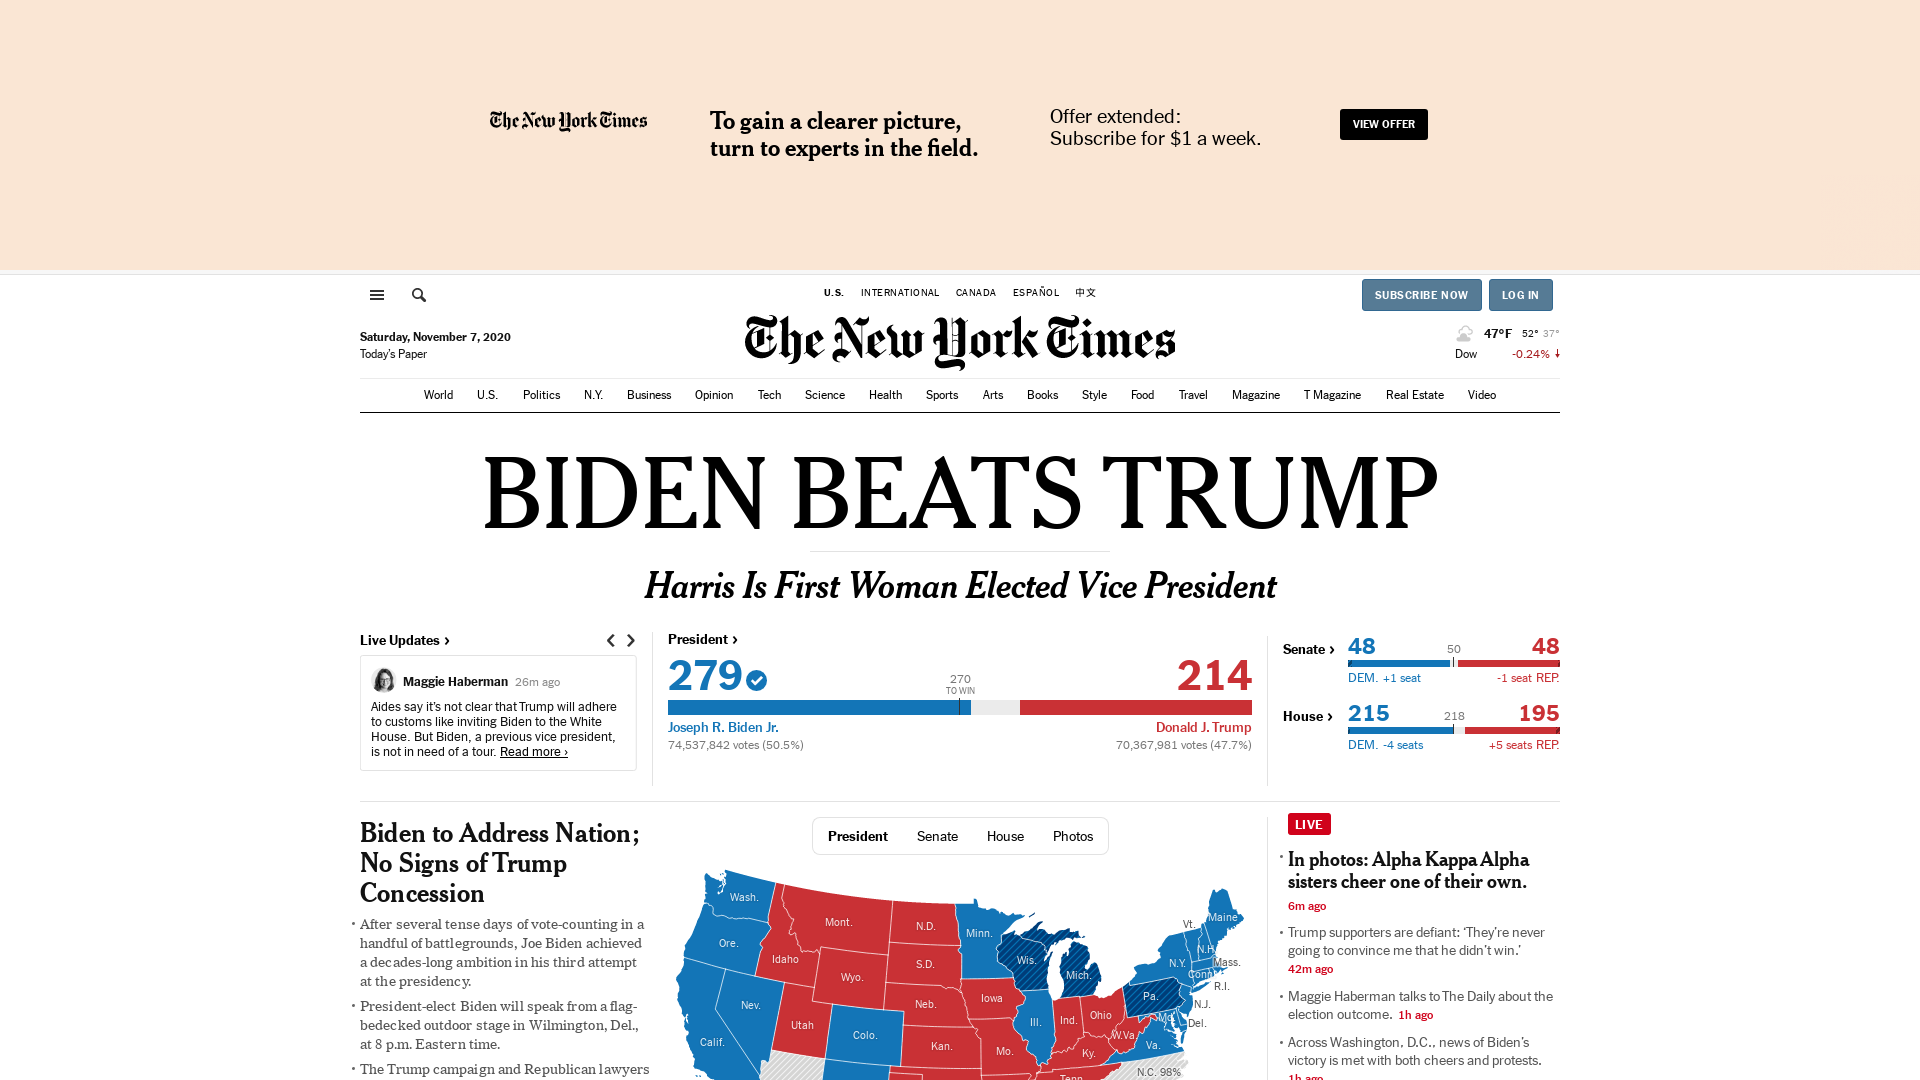 The New York Times
To gain a clearer picture,
turn to experts in the field.
Offer extended:
Subscribe for $1 a week.
VIEW OFFER
U.S. INTERNATIONAL CANADA ESPAÑOL 中文
SUBSCRIBE NOW LOG IN
Saturday, November 7, 2020
Today's Paper
The New York Times
47°F 52° 37°
Dow -0.24% ↓
World U.S. Politics N.Y. Business Opinion Tech Science Health Sports Arts Books Style Food Travel Magazine T Magazine Real Estate Video
BIDEN BEATS TRUMP
Harris Is First Woman Elected Vice President
Live Updates ›
Maggie Haberman 26m ago
Aides say it's not clear that Trump will adhere
to customs like inviting Biden to the White
House. But Biden, a previous vice president,
is not in need of a tour. Read more ›
President ›
279 214
270
TO WIN
Joseph R. Biden Jr. Donald J. Trump
74,537,842 votes (50.5%) 70,367,981 votes (47.7%)
Senate › 48 50 48
DEM. +1 seat -1 seat REP.
House › 215 218 195
DEM. -4 seats +5 seats REP.
Biden to Address Nation;
No Signs of Trump
Concession
• After several tense days of vote-counting in a
handful of battlegrounds, Joe Biden achieved
a decades-long ambition in his third attempt
at the presidency.
• President-elect Biden will speak from a flag-
bedecked outdoor stage in Wilmington, Del.,
at 8 p.m. Eastern time.
• The Trump campaign and Republican lawyers
President Senate House Photos
Wash.
Mont.
N.D.
Minn.
Vt.
Maine
Ore.
Idaho
S.D.
Wis.
N.H.
Wyo.
Mich.
N.Y.
Mass.
Conn.
R.I.
Nev.
Neb.
Iowa
Pa.
N.J.
Utah
Colo.
Ill.
Ind.
Ohio
Md.
Del.
Calif.
Kan.
Mo.
W.Va.
Va.
Ky.
N.C. 98%
Tenn.
LIVE
• In photos: Alpha Kappa Alpha
sisters cheer one of their own.
6m ago
• Trump supporters are defiant: ‘They're never
going to convince me that he didn't win.’
42m ago
• Maggie Haberman talks to The Daily about the
election outcome. 1h ago
• Across Washington, D.C., news of Biden's
victory is met with both cheers and protests.
1h ago